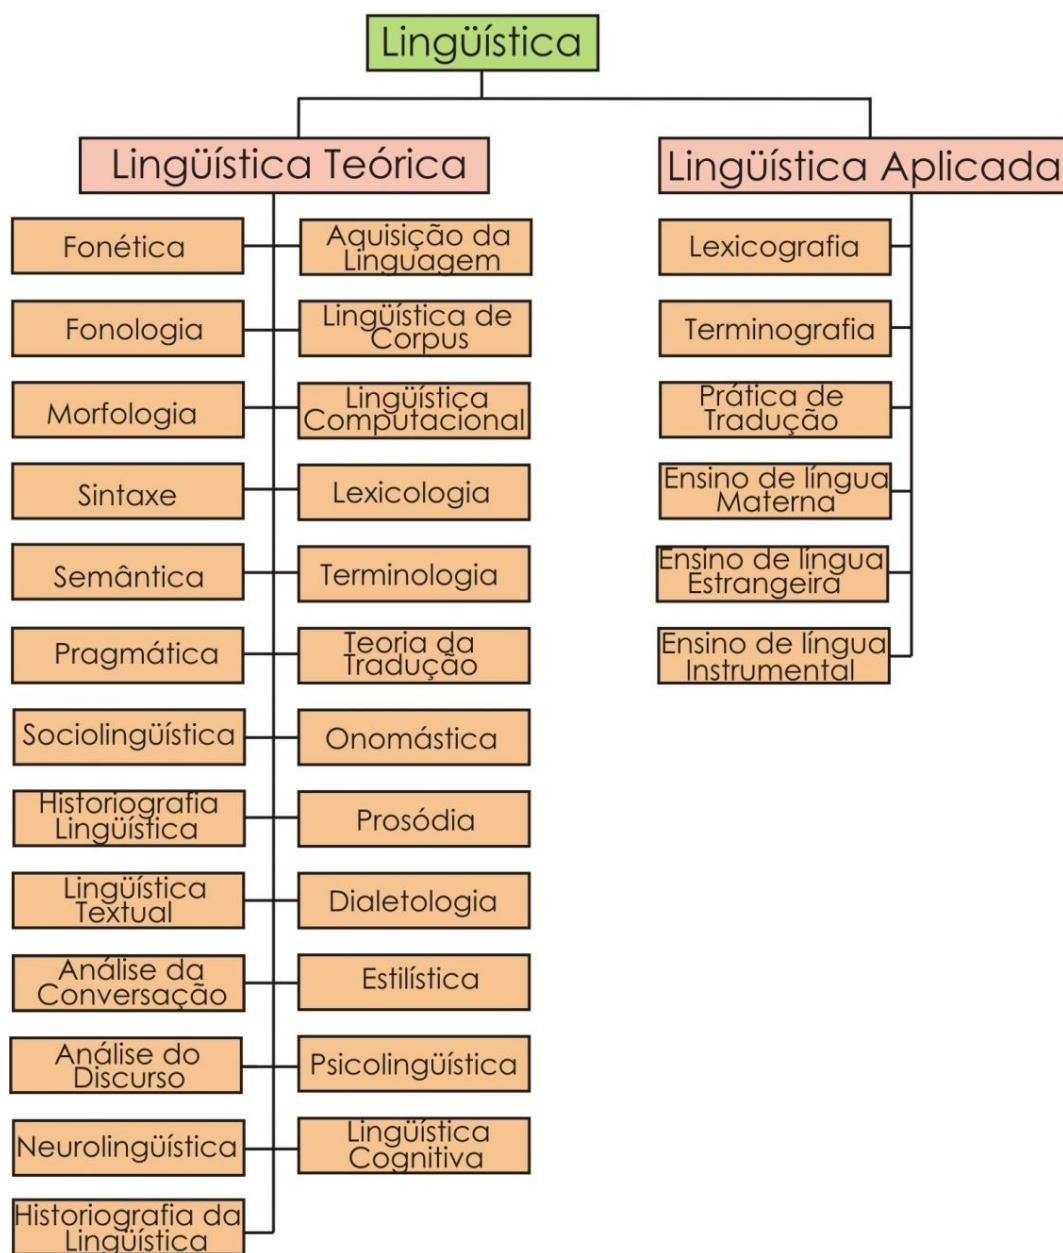 Lingüística
Lingüística Teórica
Lingüística Aplicada
Fonética
Aquisição da
Linguagem
Lexicografia
Fonologia
Lingüística de
Corpus
Terminografia
Morfologia
Lingüística
Computacional
Prática de
Tradução
Sintaxe
Lexicologia
Ensino de língua
Materna
Semântica
Terminologia
Ensino de língua
Estrangeira
Pragmática
Teoria da
Tradução
Ensino de língua
Instrumental
Sociolingüística
Onomástica
Historiografia
Lingüística
Prosódia
Lingüística
Textual
Dialetologia
Análise da
Conversação
Estilística
Análise do
Discurso
Psicolingüística
Neurolingüística
Lingüística
Cognitiva
Historiografia da
Lingüística